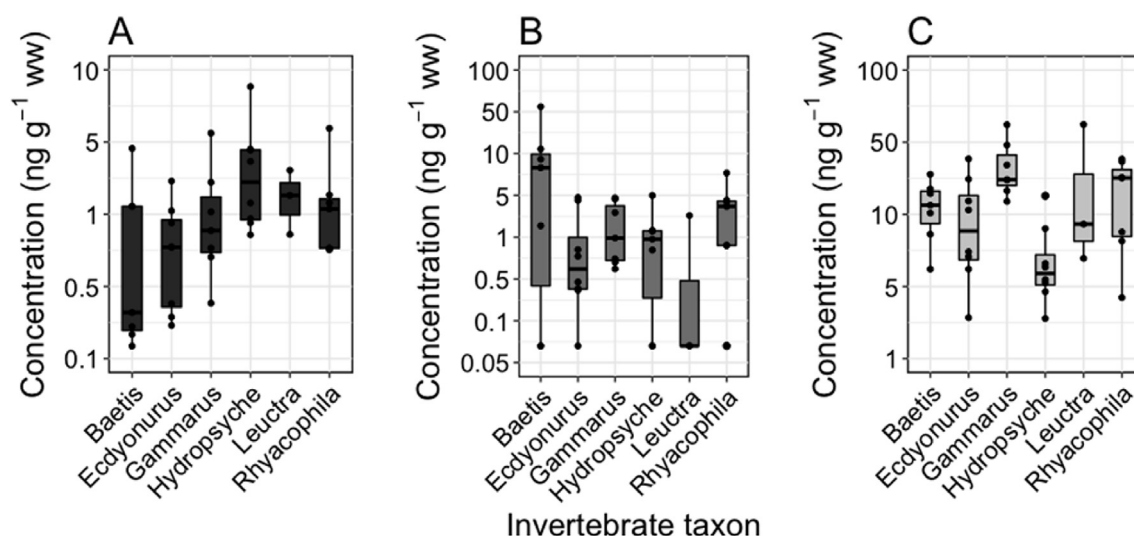 A
Concentration (ng g⁻¹ ww)
10
5
1
0.5
0.1
Baetis
Ecdyonurus
Gammarus
Hydropsyche
Leuctra
Rhyacophila
B
Concentration (ng g⁻¹ ww)
100
50
10
5
1
0.5
0.1
0.05
Baetis
Ecdyonurus
Gammarus
Hydropsyche
Leuctra
Rhyacophila
C
Concentration (ng g⁻¹ ww)
100
50
10
5
1
Baetis
Ecdyonurus
Gammarus
Hydropsyche
Leuctra
Rhyacophila
Invertebrate taxon